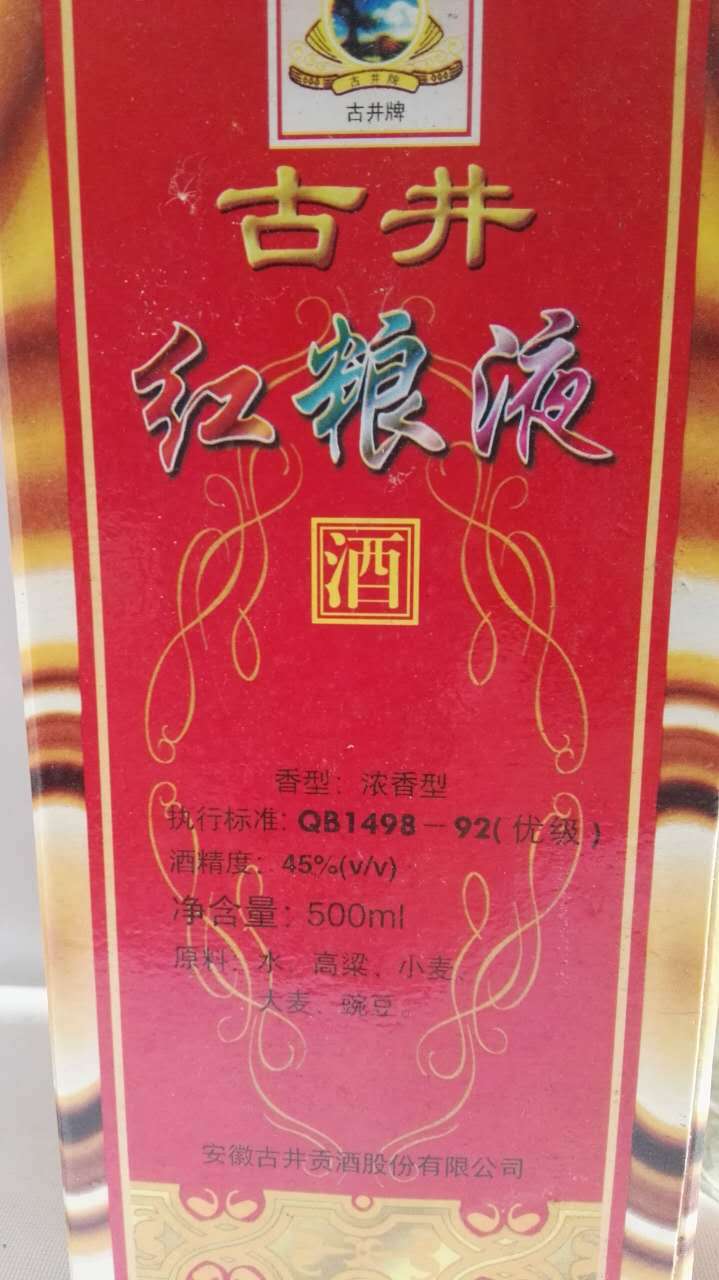 古井牌
古井牌
古井
红粮液
酒
香型：浓香型
执行标准：QB1498－92(优级)
酒精度：45%(v/v)
净含量：500ml
原料：水、高粱、小麦、
大麦、豌豆。
安徽古井贡酒股份有限公司